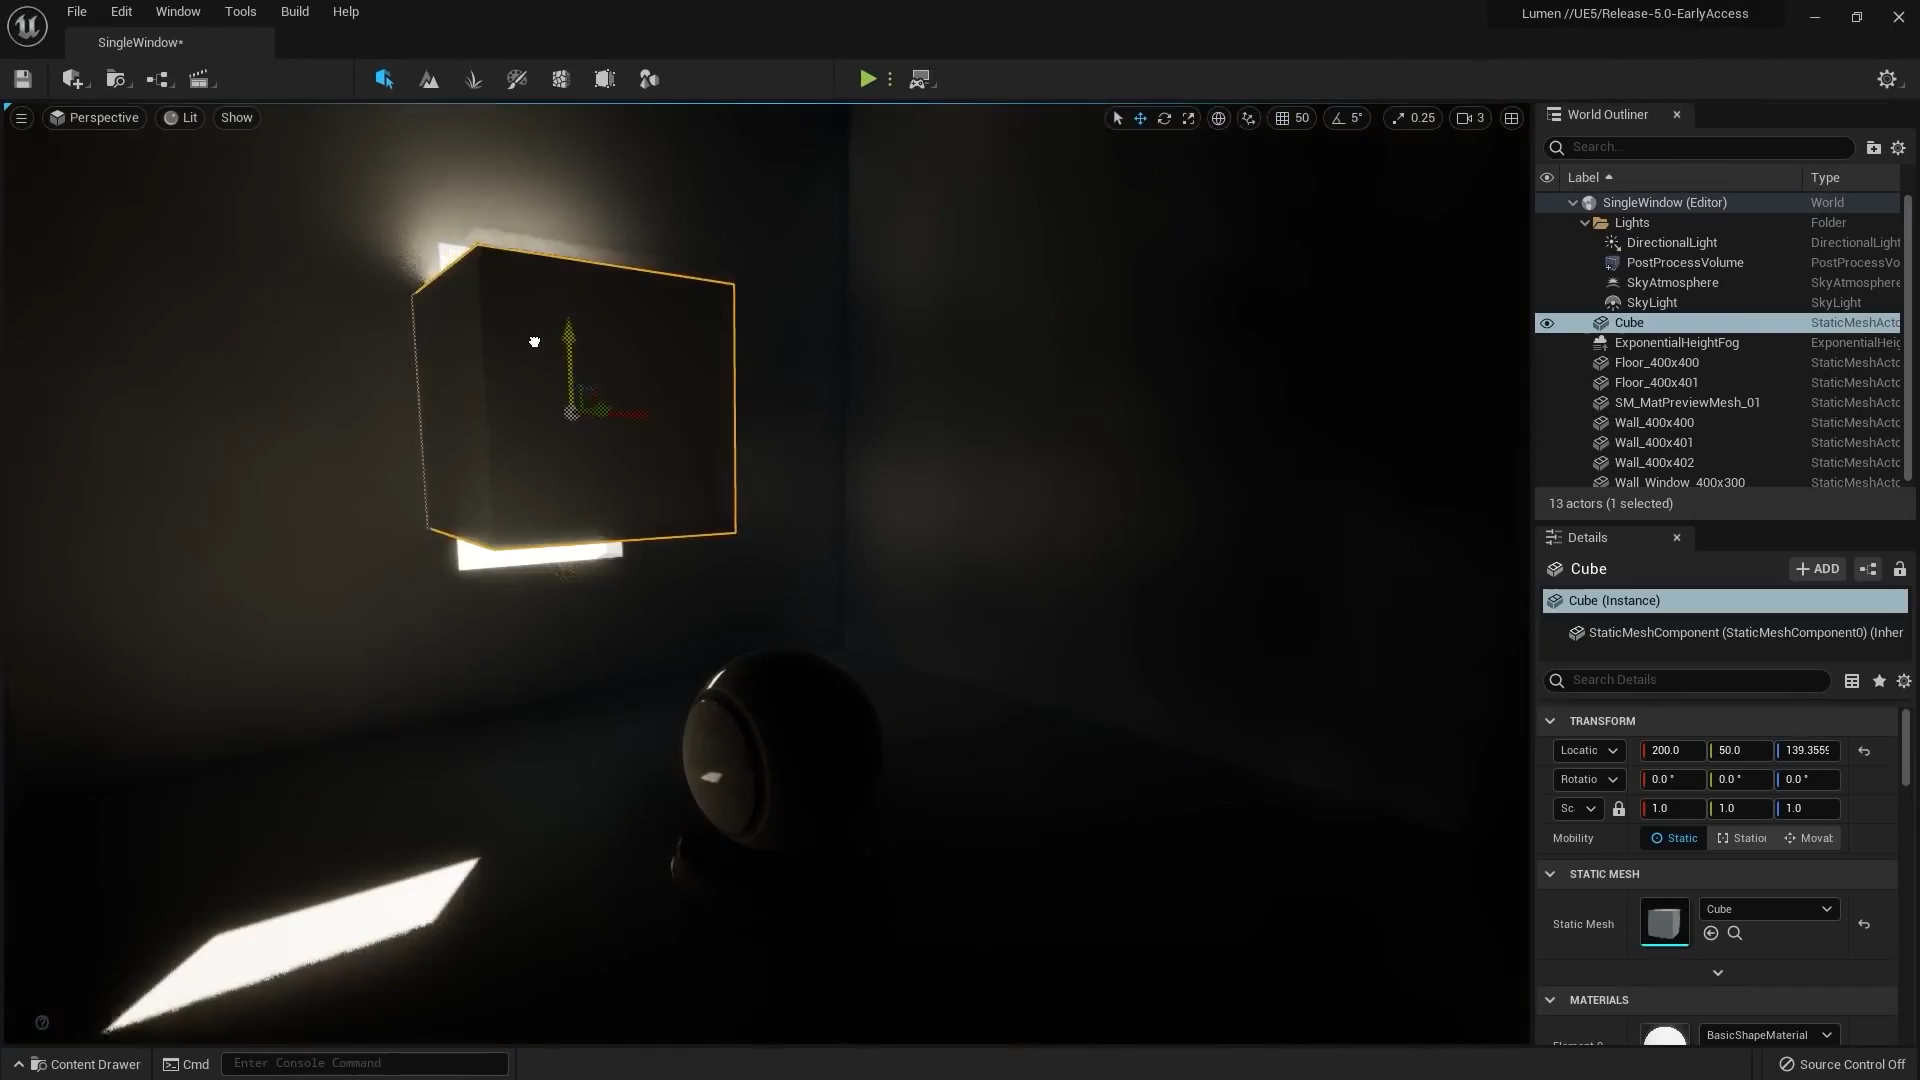 File Edit Window Tools Build Help
Lumen //UE5/Release-5.0-EarlyAccess
SingleWindow*
Perspective Lit Show
50 5° 0.25 3
World Outliner
Search...
Label Type
SingleWindow (Editor) World
Lights Folder
DirectionalLight DirectionalLight
PostProcessVolume PostProcessVo
SkyAtmosphere SkyAtmosphere
SkyLight SkyLight
Cube StaticMeshActo
ExponentialHeightFog ExponentialHeig
Floor_400x400 StaticMeshActo
Floor_400x401 StaticMeshActo
SM_MatPreviewMesh_01 StaticMeshActo
Wall_400x400 StaticMeshActo
Wall_400x401 StaticMeshActo
Wall_400x402 StaticMeshActo
Wall_Window_400x300 StaticMeshActo
13 actors (1 selected)
Details
Cube + ADD
Cube (Instance)
StaticMeshComponent (StaticMeshComponent0) (Inher
Search Details
TRANSFORM
Locatic 200.0 50.0 139.3559
Rotatio 0.0 ° 0.0 ° 0.0 °
Sc 1.0 1.0 1.0
Mobility Static Station Movab
STATIC MESH
Static Mesh Cube
MATERIALS
BasicShapeMaterial
Element 0
Content Drawer Cmd Enter Console Command Source Control Off